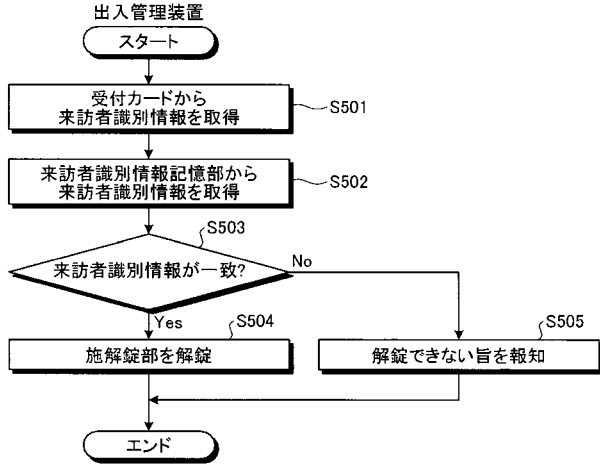 出入管理装置
スタート
受付カードから
来訪者識別情報を取得
S501
来訪者識別情報記憶部から
来訪者識別情報を取得
S502
S503
来訪者識別情報が一致?
No
Yes
S504
施解錠部を解錠
S505
解錠できない旨を報知
エンド